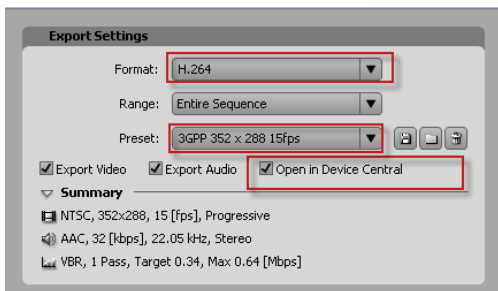 Export Settings
Format: H.264
Range: Entire Sequence
Preset: 3GPP 352 x 288 15fps
Export Video Export Audio Open in Device Central
Summary
NTSC, 352x288, 15 [fps], Progressive
AAC, 32 [kbps], 22.05 kHz, Stereo
VBR, 1 Pass, Target 0.34, Max 0.64 [Mbps]